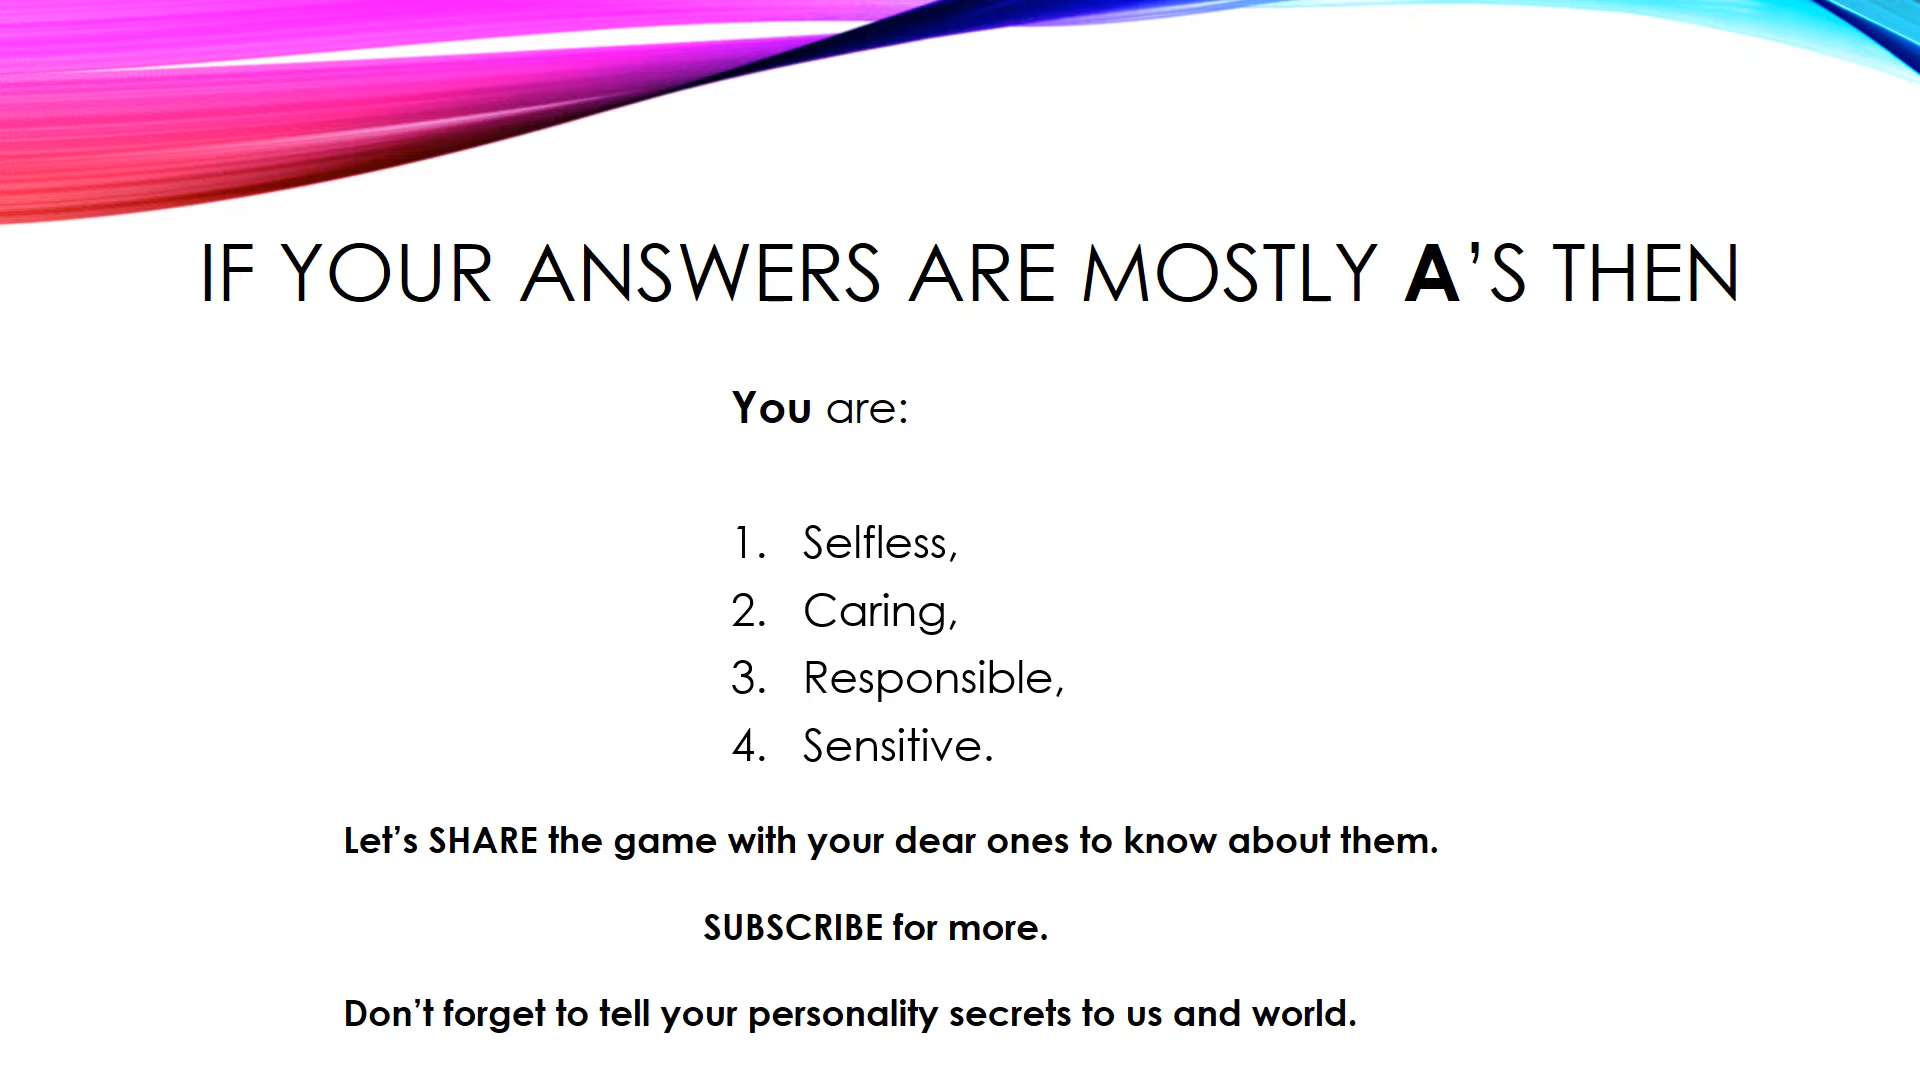 IF YOUR ANSWERS ARE MOSTLY A’S THEN
You are:
1. Selfless,
2. Caring,
3. Responsible,
4. Sensitive.
Let’s SHARE the game with your dear ones to know about them.
SUBSCRIBE for more.
Don’t forget to tell your personality secrets to us and world.